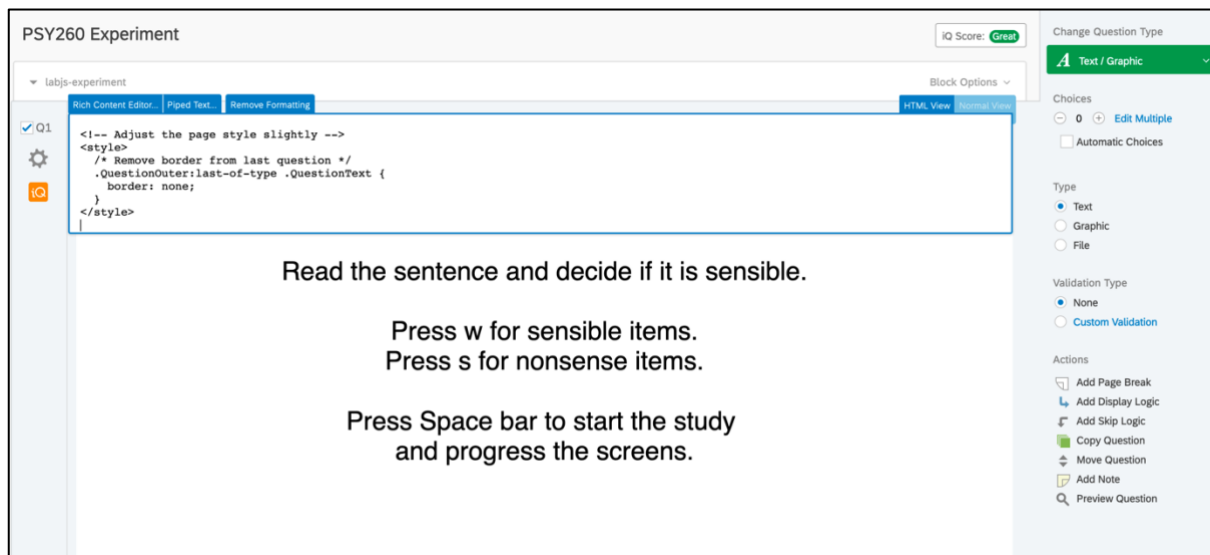 PSY260 Experiment
iQ Score: Great
labjs-experiment
Block Options
Rich Content Editor... Piped Text... Remove Formatting
HTML View Normal View
Q1
iQ
<!-- Adjust the page style slightly -->
<style>
/* Remove border from last question */
.QuestionOuter:last-of-type .QuestionText {
border: none;
}
</style>
Read the sentence and decide if it is sensible.
Press w for sensible items.
Press s for nonsense items.
Press Space bar to start the study
and progress the screens.
Change Question Type
A Text / Graphic
Choices
0 Edit Multiple
Automatic Choices
Type
Text
Graphic
File
Validation Type
None
Custom Validation
Actions
Add Page Break
Add Display Logic
Add Skip Logic
Copy Question
Move Question
Add Note
Preview Question